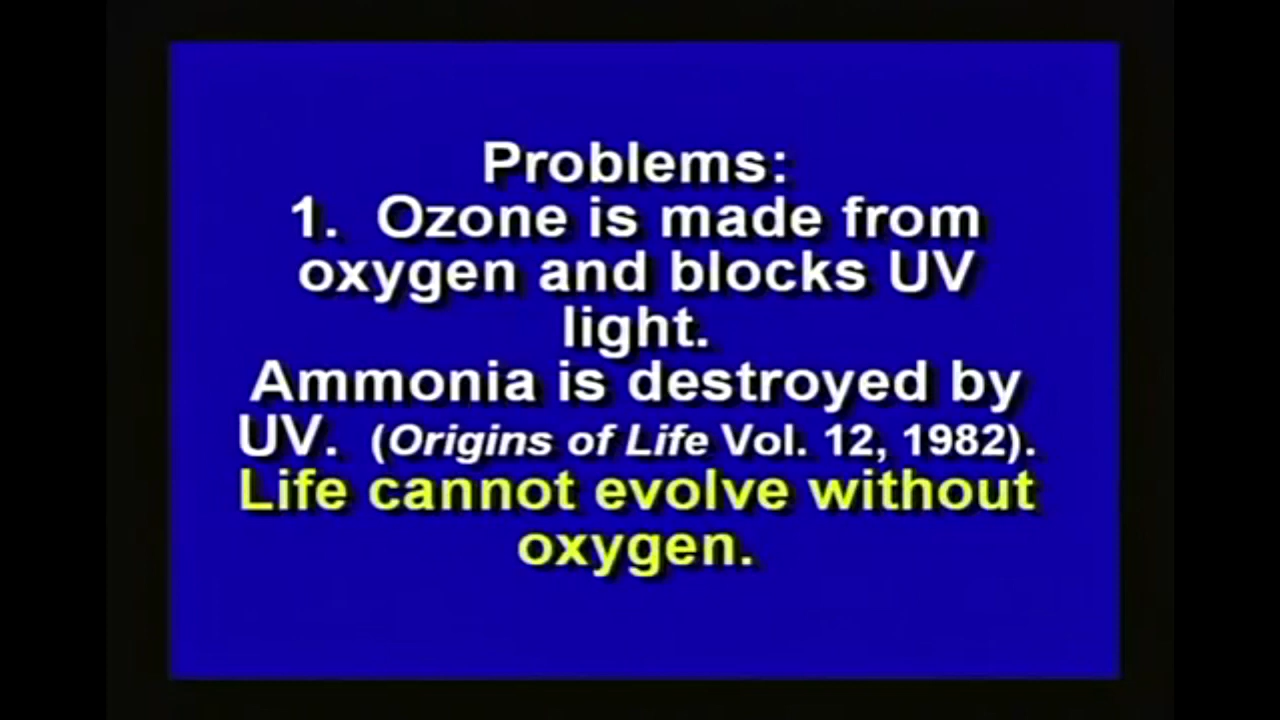 Problems:
1. Ozone is made from
oxygen and blocks UV
light.
Ammonia is destroyed by
UV. (Origins of Life Vol. 12, 1982).
Life cannot evolve without
oxygen.